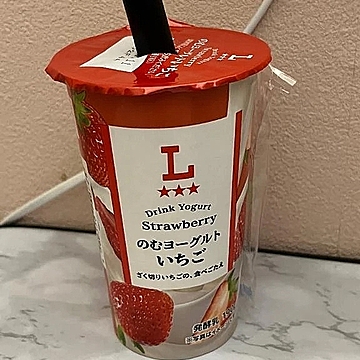 L
Drink Yogurt
Strawberry
のむヨーグルト
いちご
ざく切りいちごの、食べごたえ
発酵乳